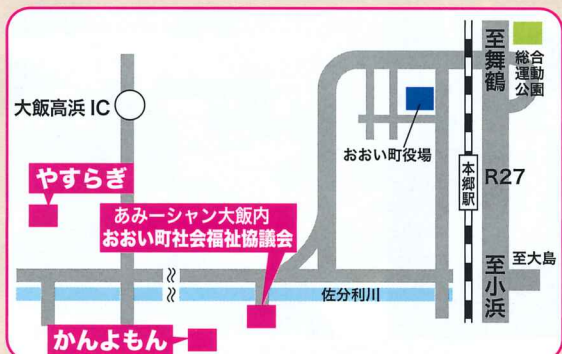 大飯高浜IC
やすらぎ
あみーシャン大飯内
おおい町社会福祉協議会
かんよもん
佐分利川
おおい町役場
本郷駅
至舞鶴
R27
至小浜
総合
運動
公園
至大島